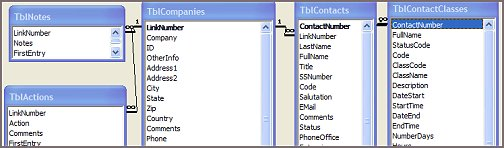 TblNotes
LinkNumber
Notes
FirstEntry
TblActions
LinkNumber
Action
Comments
FirstEntry
TblCompanies
LinkNumber
Company
ID
OtherInfo
Address1
Address2
City
State
Zip
Country
Comments
Phone
1
1
TblContacts
ContactNumber
LinkNumber
LastName
FullName
Title
SSNumber
Code
Salutation
EMail
Comments
Status
PhoneOffice
TblContactClasses
ContactNumber
FullName
StatusCode
Code
ClassCode
ClassName
Description
DateStart
StartTime
DateEnd
EndTime
NumberDays
Hours